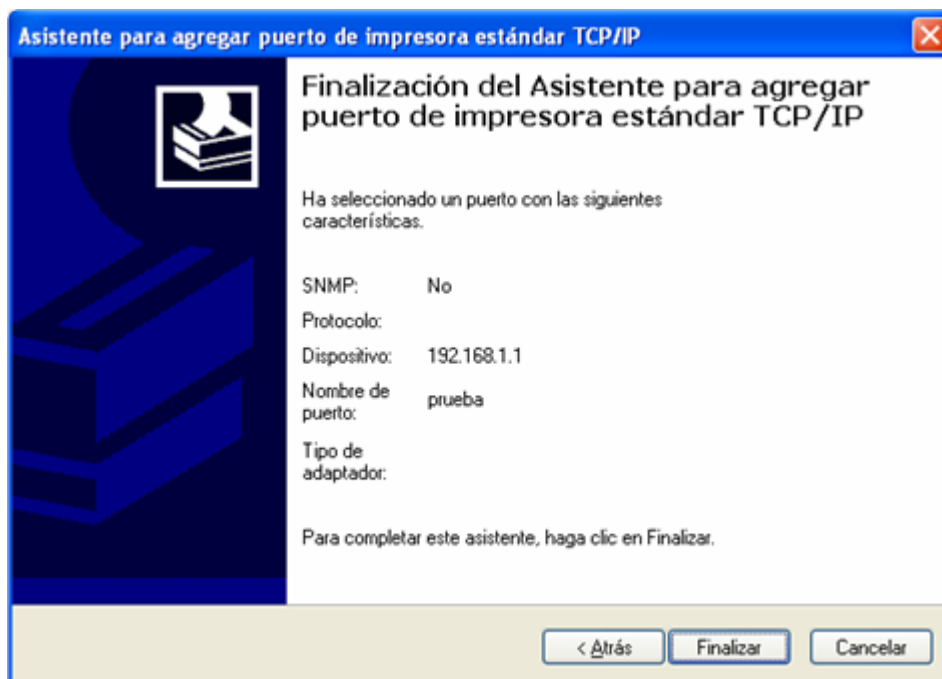 Asistente para agregar puerto de impresora estándar TCP/IP
Finalización del Asistente para agregar
puerto de impresora estándar TCP/IP
Ha seleccionado un puerto con las siguientes
características.
SNMP: No
Protocolo:
Dispositivo: 192.168.1.1
Nombre de
puerto: prueba
Tipo de
adaptador:
Para completar este asistente, haga clic en Finalizar.
< Atrás Finalizar Cancelar